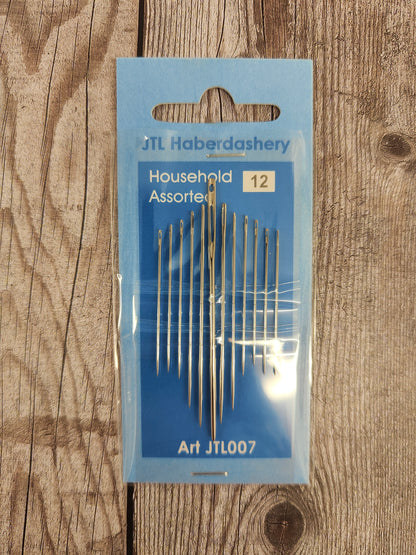 JTL Haberdashery
Household 12
Assorted
Art JTL007